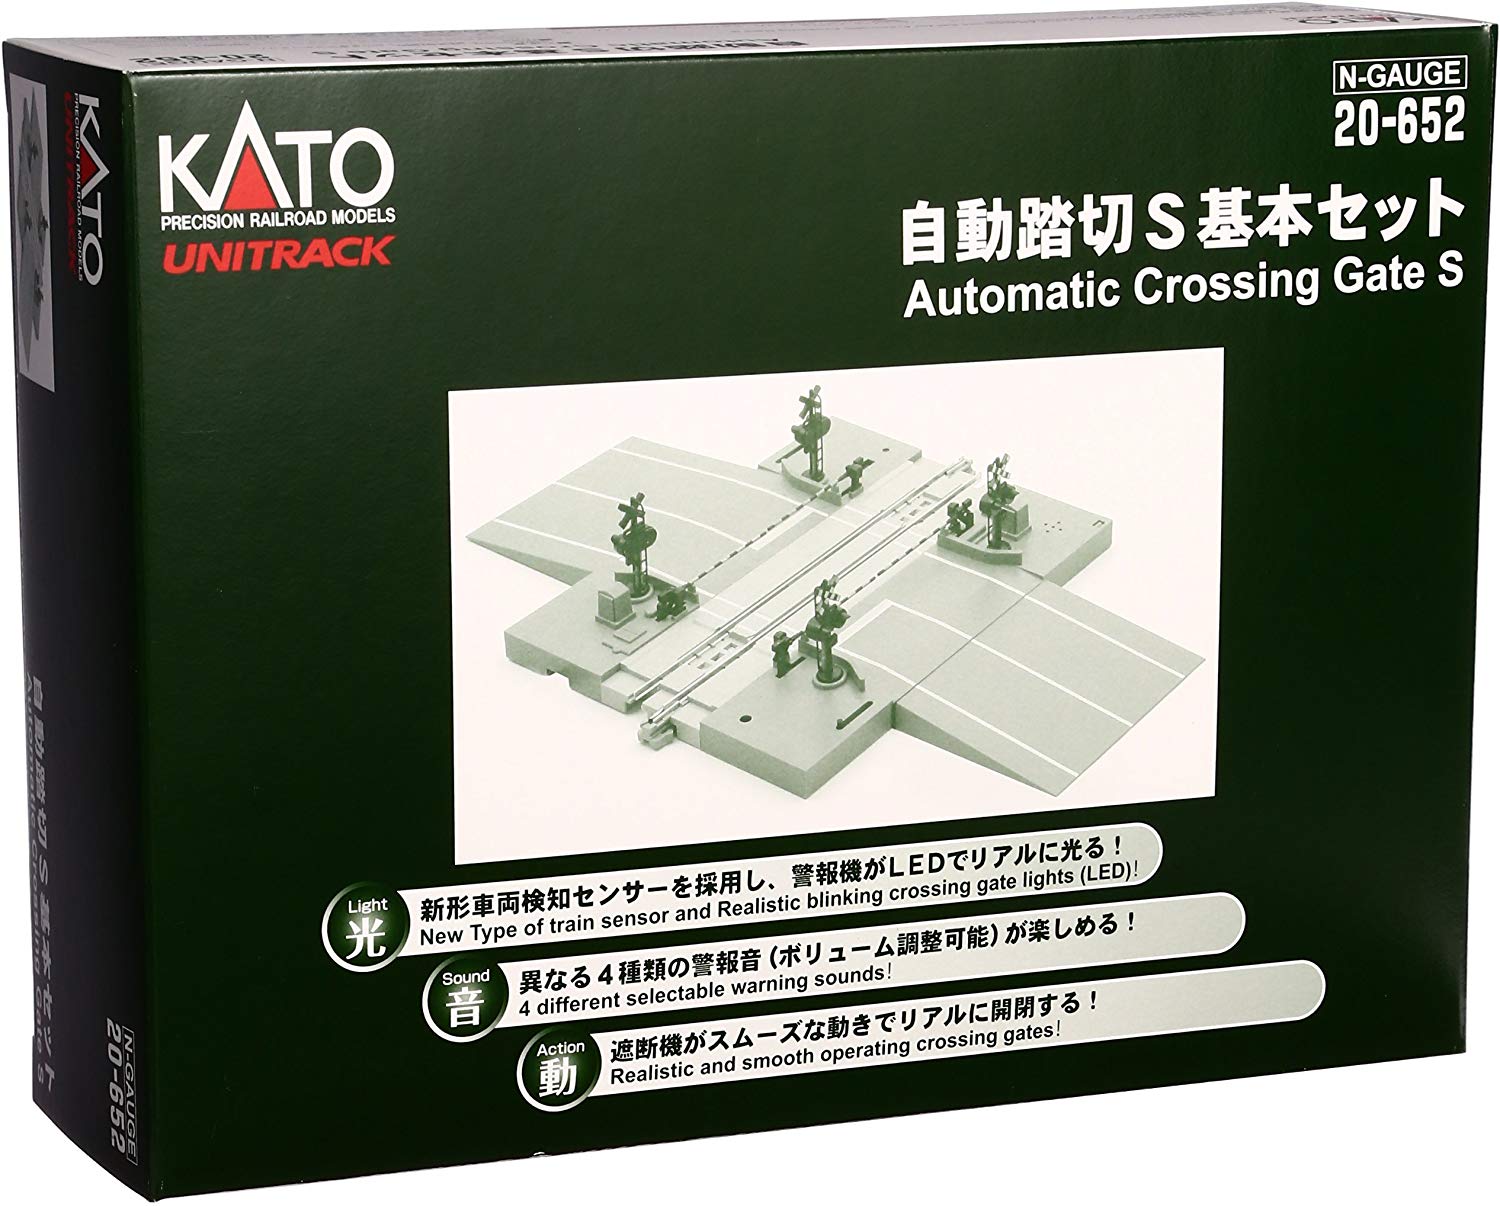 KATO
PRECISION RAILROAD MODELS
UNITRACK
N-GAUGE
20-652
自動踏切S基本セット
Automatic Crossing Gate S
Light
光
新形車両検知センサーを採用し、警報機がLEDでリアルに光る！
New Type of train sensor and Realistic blinking crossing gate lights (LED)!
Sound
音
異なる4種類の警報音（ボリューム調整可能）が楽しめる！
4 different selectable warning sounds!
Action
動
遮断機がスムーズな動きでリアルに開閉する！
Realistic and smooth operating crossing gates!
KATO
PRECISION RAILROAD MODELS
UNITRACK
自動踏切S基本セット
Automatic Crossing Gate S
N-GAUGE
20-652